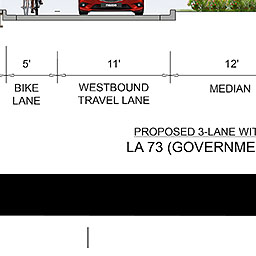 5' 11' 12'
BIKE LANE
WESTBOUND TRAVEL LANE
MEDIAN
PROPOSED 3-LANE WIT
LA 73 (GOVERNME